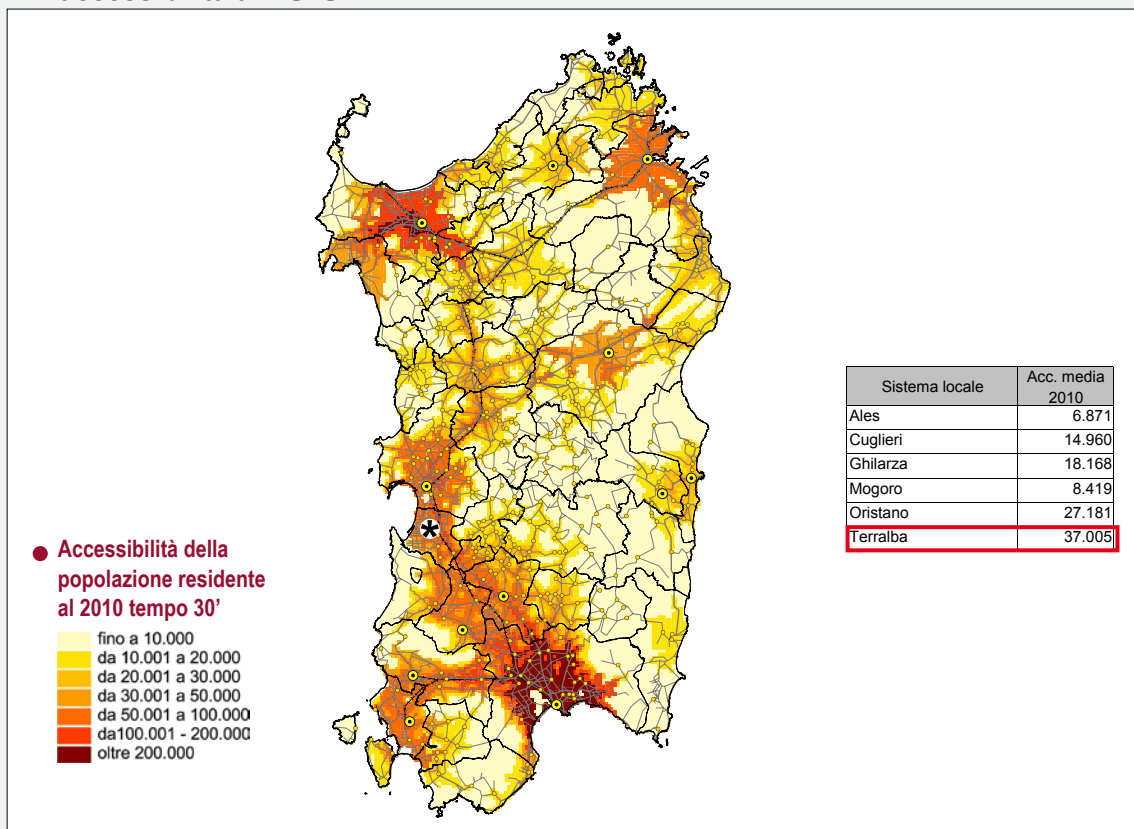 Sistema locale Acc. media
2010
Ales 6.871
Cuglieri 14.960
Ghilarza 18.168
Mogoro 8.419
Oristano 27.181
Terralba 37.005
*
● Accessibilità della
popolazione residente
al 2010 tempo 30’
fino a 10.000
da 10.001 a 20.000
da 20.001 a 30.000
da 30.001 a 50.000
da 50.001 a 100.000
da100.001 - 200.000
oltre 200.000